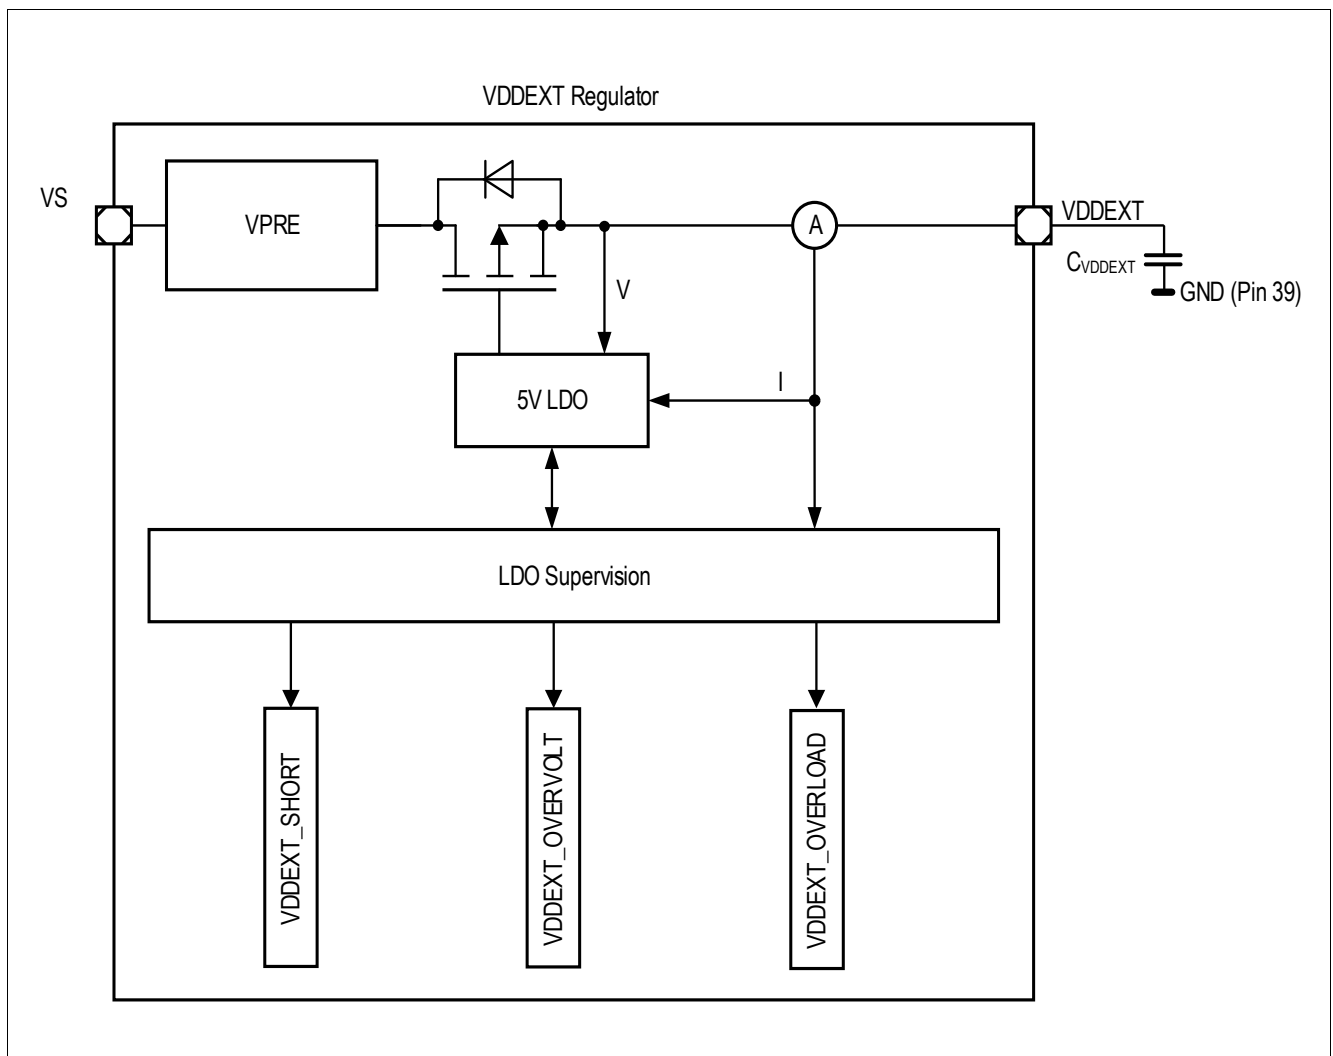 VDDEXT Regulator
VS
VPRE
VDDEXT
A
CVDDEXT
GND (Pin 39)
V
I
5V LDO
LDO Supervision
VDDEXT_SHORT
VDDEXT_OVERVOLT
VDDEXT_OVERLOAD